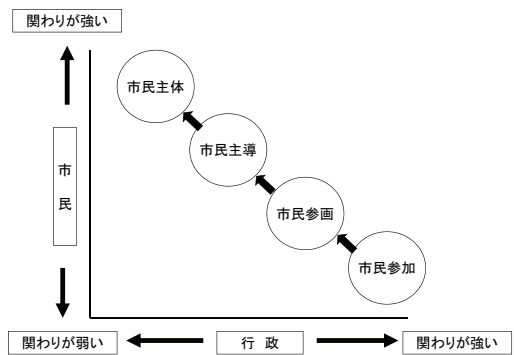 関わりが強い
市民主体
市民主導
市
民
市民参画
市民参加
関わりが弱い
行 政
関わりが強い